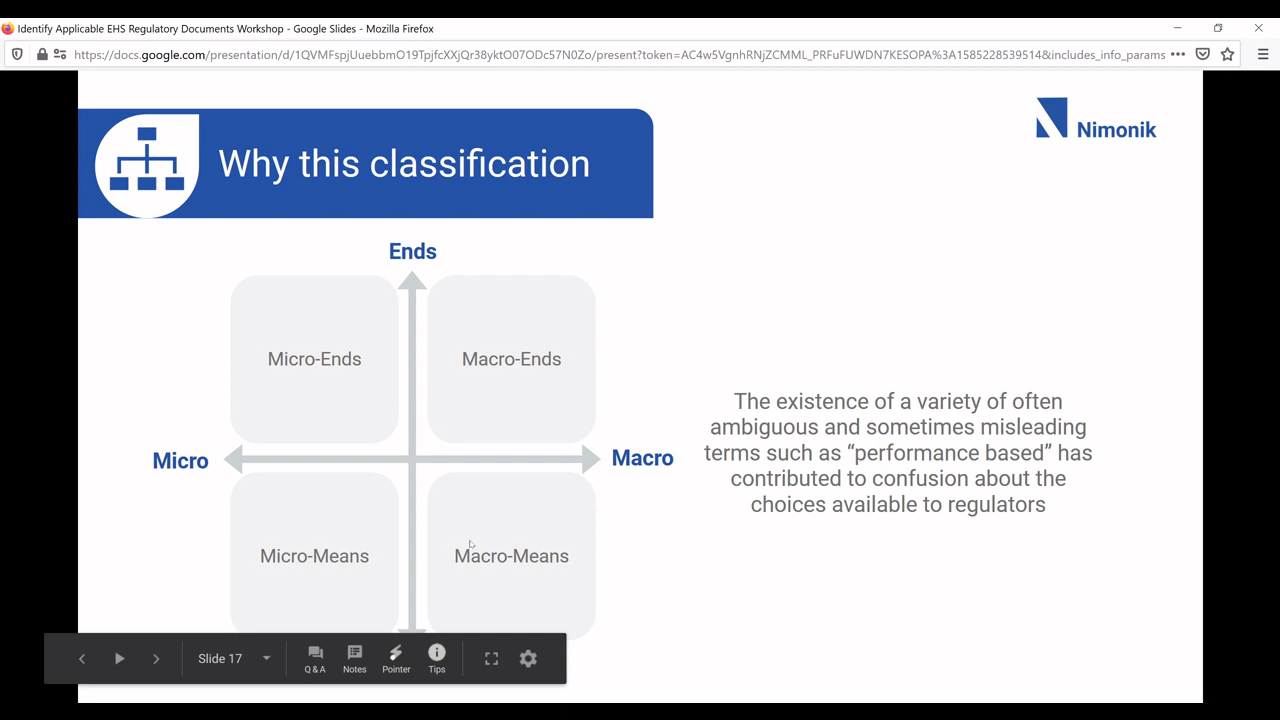 Identify Applicable EHS Regulatory Documents Workshop - Google Slides - Mozilla Firefox
https://docs.google.com/presentation/d/1QVMFspjUuebbmO19TpjfcXXjQr38yktO07ODc57N0Zo/present?token=AC4w5VgnhRNjZCMML_PRFuFUWDN7KESOPA%3A1585228539514&includes_info_params
Why this classification
Nimonik
Ends
Micro-Ends
Macro-Ends
Micro
Macro
Micro-Means
Macro-Means
The existence of a variety of often
ambiguous and sometimes misleading
terms such as “performance based” has
contributed to confusion about the
choices available to regulators
Slide 17
Q & A
Notes
Pointer
Tips